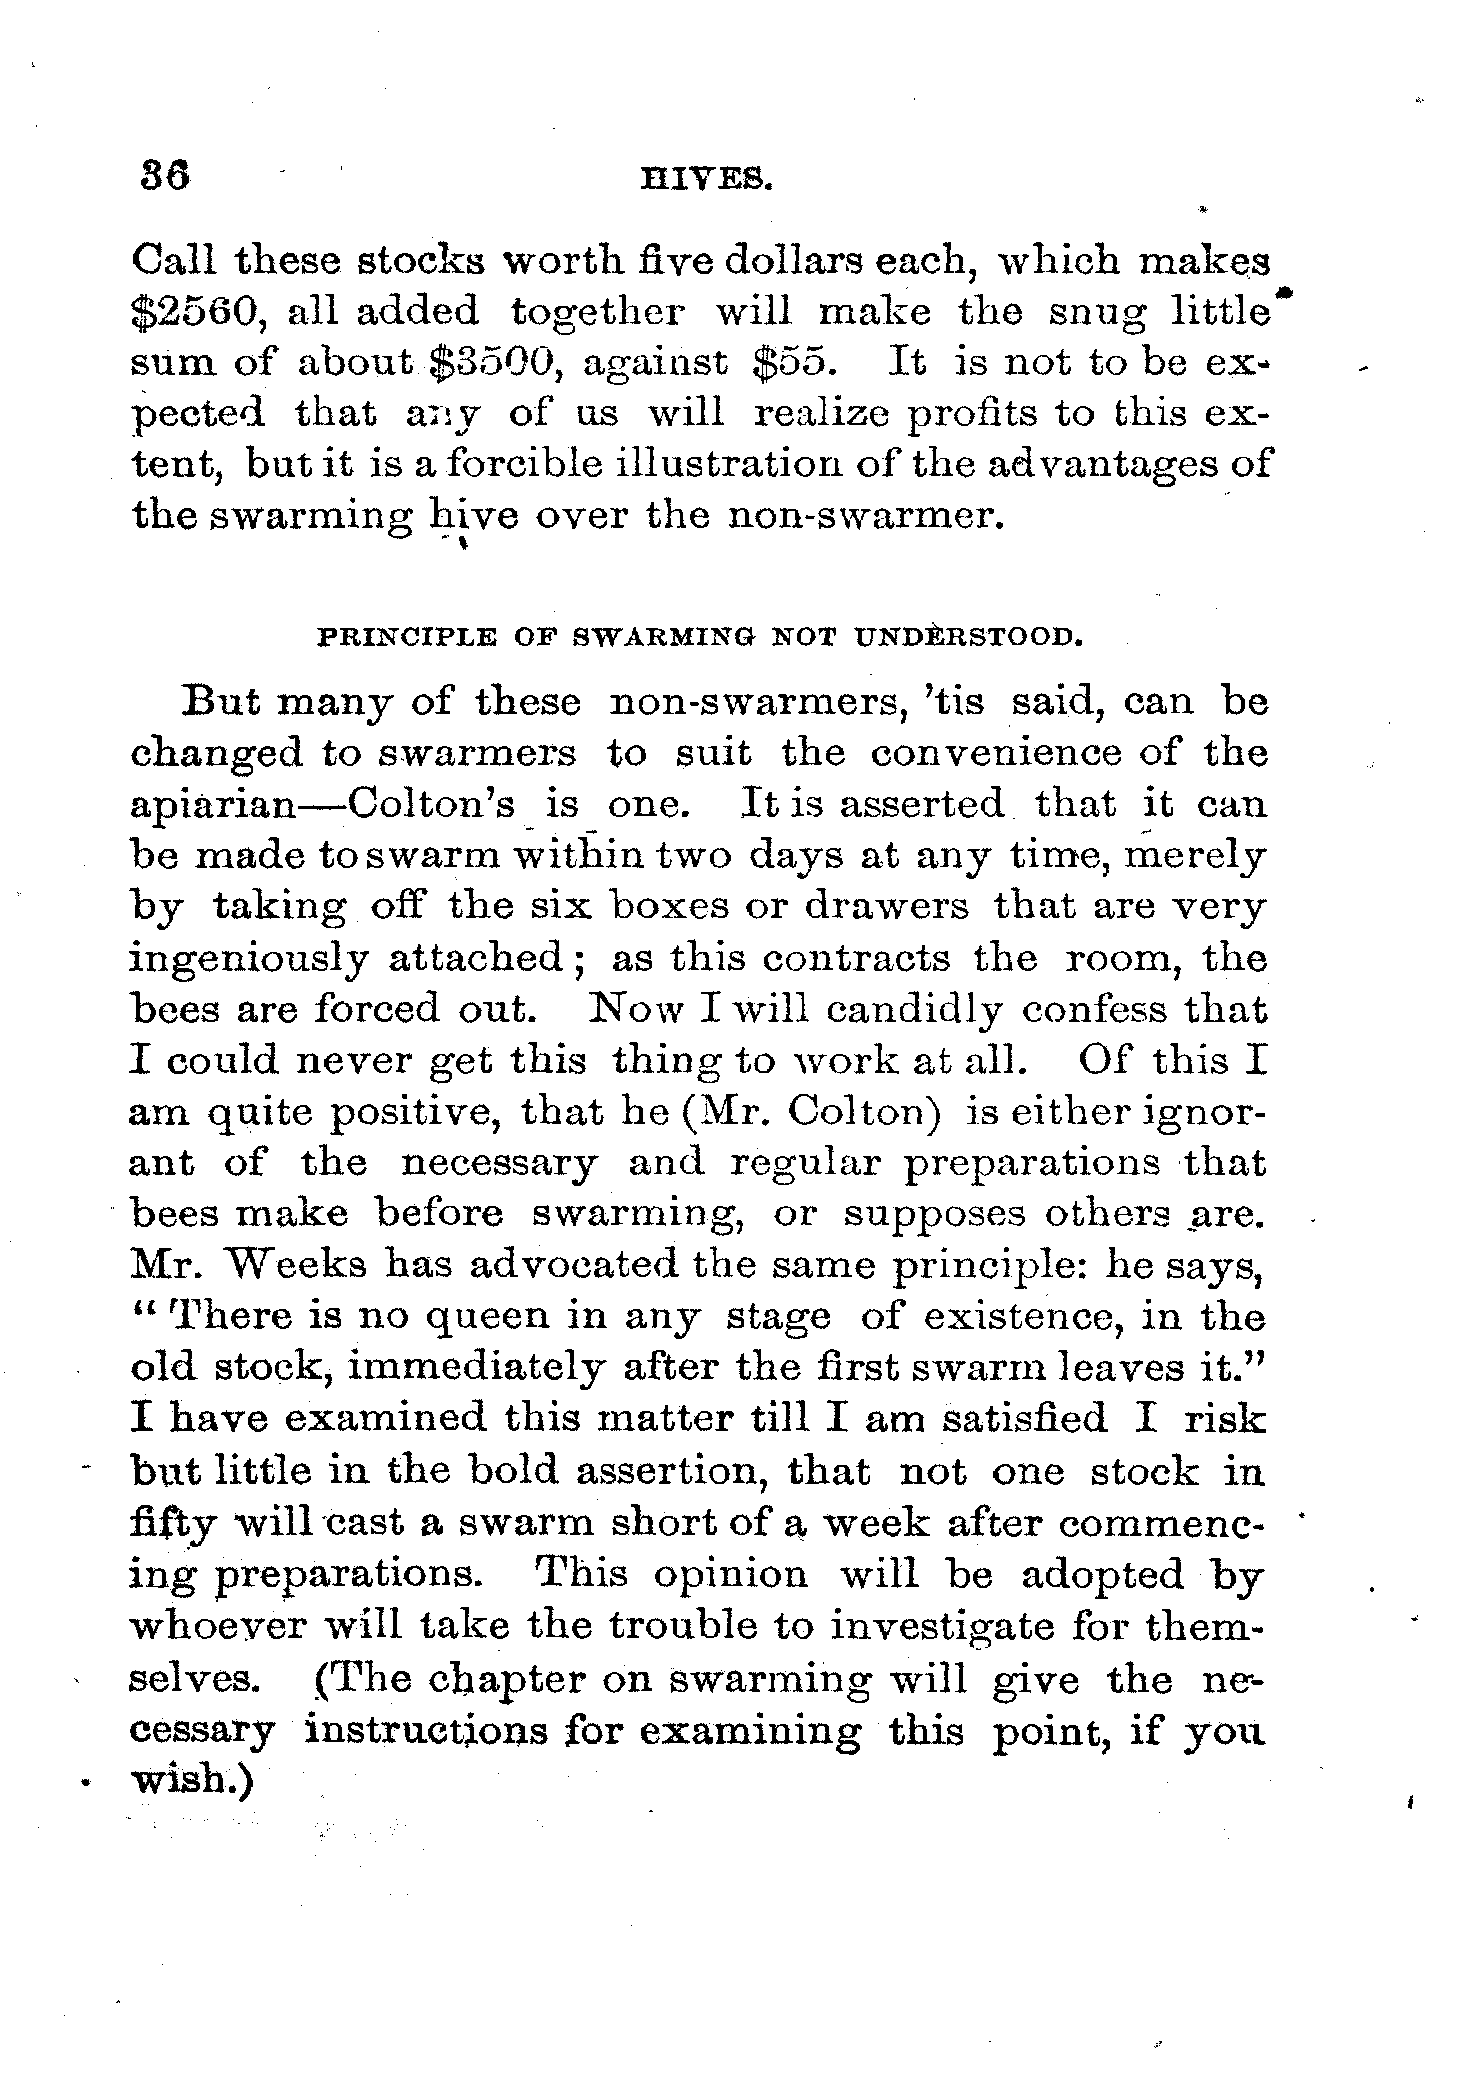 36 HIVES.
Call these stocks worth five dollars each, which makes
$2560, all added together will make the snug little
sum of about $3500, against $55. It is not to be ex-
pected that any of us will realize profits to this ex-
tent, but it is a forcible illustration of the advantages of
the swarming hive over the non-swarmer.
PRINCIPLE OF SWARMING NOT UNDERSTOOD.
But many of these non-swarmers, 'tis said, can be
changed to swarmers to suit the convenience of the
apiarian—Colton's is one. It is asserted that it can
be made to swarm within two days at any time, merely
by taking off the six boxes or drawers that are very
ingeniously attached; as this contracts the room, the
bees are forced out. Now I will candidly confess that
I could never get this thing to work at all. Of this I
am quite positive, that he (Mr. Colton) is either ignor-
ant of the necessary and regular preparations that
bees make before swarming, or supposes others are.
Mr. Weeks has advocated the same principle: he says,
"There is no queen in any stage of existence, in the
old stock, immediately after the first swarm leaves it."
I have examined this matter till I am satisfied I risk
but little in the bold assertion, that not one stock in
fifty will cast a swarm short of a week after commenc-
ing preparations. This opinion will be adopted by
whoever will take the trouble to investigate for them-
selves. (The chapter on swarming will give the ne-
cessary instructions for examining this point, if you
wish.)